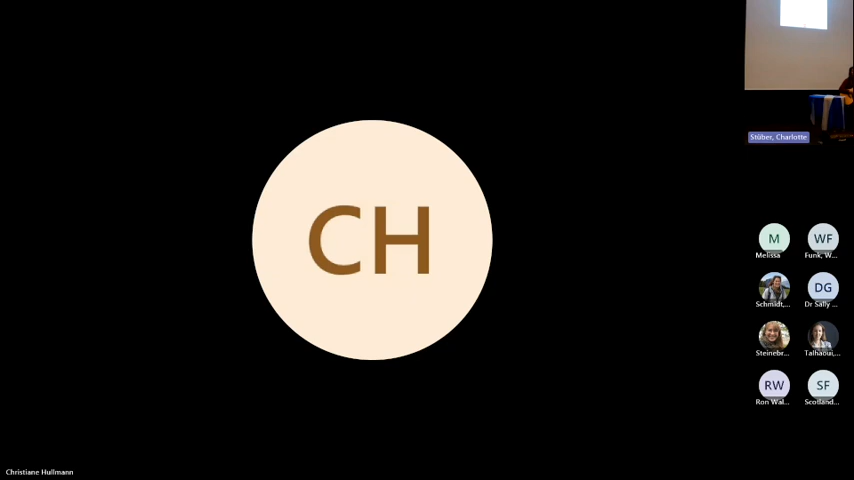 CH
Christiane Hullmann
Stüber, Charlotte
M
WF
Melissa
Funk, W...
DG
Schmidt,...
Dr Sally ...
Steinebr...
Talhaoui,...
RW
SF
Ron Wal...
Scotland...